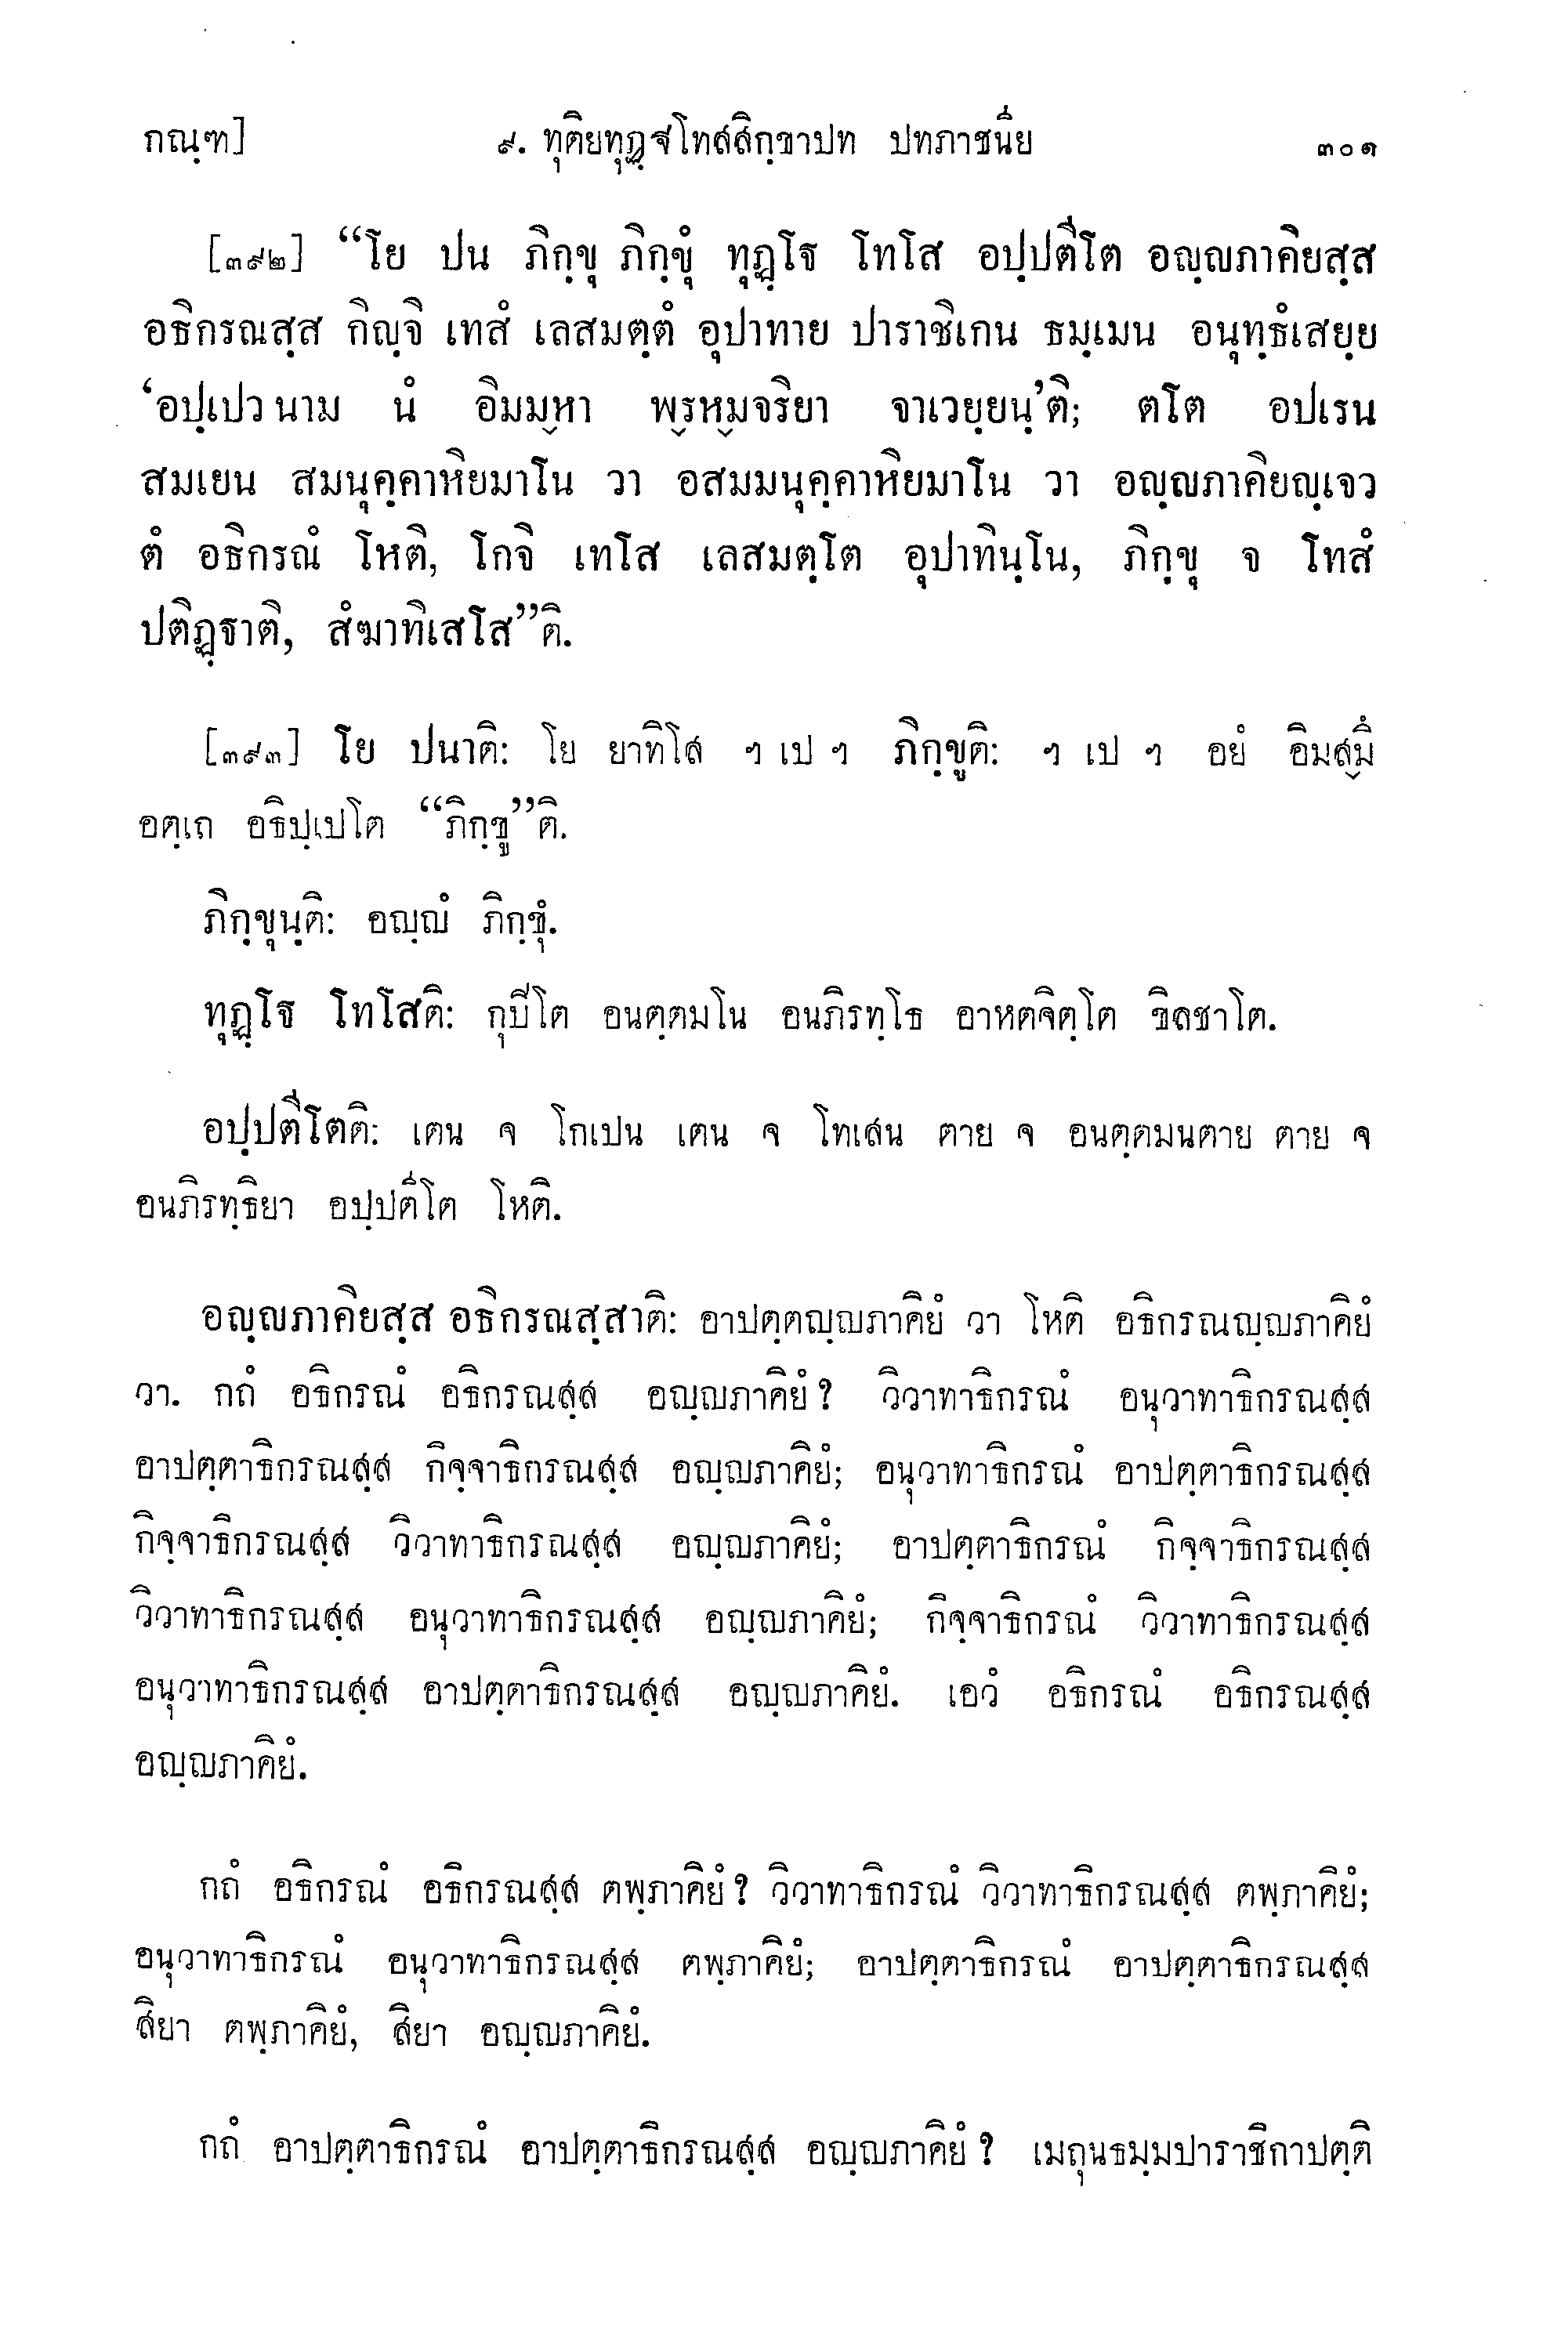 กณฺฑ] ๙. ทุติยทุฏฺฐโทสสิกฺขาปท ปทภาชนีย ๓๐๑
[๓๙๒] “โย ปน ภิกฺขุ ภิกฺขุํ ทุฏฺโฐ โทโส อปฺปตีโต อญฺญภาคิยสฺส
อธิกรณสฺส กิญฺจิ เทสํ เลสมตฺตํ อุปาทาย ปาราชิเกน ธมฺเมน อนุทฺธํเสยฺย
‘อปฺเปว นาม นํ อิมมฺหา พฺรหฺมจริยา จาเวยฺยนฺ’ติ; ตโต อปเรน
สมเยน สมนุคฺคาหิยมาโน วา อสมมนุคฺคาหิยมาโน วา อญฺญภาคิยญฺเจว
ตํ อธิกรณํ โหติ, โกจิ เทโส เลสมตฺโต อุปาทินฺโน, ภิกฺขุ จ โทสํ
ปติฏฺฐาติ, สํฆาทิเสโส”ติ.
[๓๙๓] โย ปนาติ: โย ยาทิโส ฯ เป ฯ ภิกฺขูติ: ฯ เป ฯ อยํ อิมสฺมึ
อตฺเถ อธิปฺเปโต “ภิกฺขู”ติ.
ภิกฺขุนฺติ: อญฺญํ ภิกฺขุํ.
ทุฏฺโฐ โทโสติ: กุปีโต อนตฺตมโน อนภิรทฺโธ อาหตจิตฺโต ขิลชาโต.
อปฺปตีโตติ: เตน จ โกเปน เตน จ โทเสน ตาย จ อนตฺตมนตาย ตาย จ
อนภิรทฺธิยา อปฺปตีโต โหติ.
อญฺญภาคิยสฺส อธิกรณสฺสาติ: อาปตฺตญฺญภาคิยํ วา โหติ อธิกรณญฺญภาคิยํ
วา. กถํ อธิกรณํ อธิกรณสฺส อญฺญภาคิยํ? วิวาทาธิกรณํ อนุวาทาธิกรณสฺส
อาปตฺตาธิกรณสฺส กิจฺจาธิกรณสฺส อญฺญภาคิยํ; อนุวาทาธิกรณํ อาปตฺตาธิกรณสฺส
กิจฺจาธิกรณสฺส วิวาทาธิกรณสฺส อญฺญภาคิยํ; อาปตฺตาธิกรณํ กิจฺจาธิกรณสฺส
วิวาทาธิกรณสฺส อนุวาทาธิกรณสฺส อญฺญภาคิยํ; กิจฺจาธิกรณํ วิวาทาธิกรณสฺส
อนุวาทาธิกรณสฺส อาปตฺตาธิกรณสฺส อญฺญภาคิยํ. เอวํ อธิกรณํ อธิกรณสฺส
อญฺญภาคิยํ.
กถํ อธิกรณํ อธิกรณสฺส ตพฺภาคิยํ? วิวาทาธิกรณํ วิวาทาธิกรณสฺส ตพฺภาคิยํ;
อนุวาทาธิกรณํ อนุวาทาธิกรณสฺส ตพฺภาคิยํ; อาปตฺตาธิกรณํ อาปตฺตาธิกรณสฺส
สิยา ตพฺภาคิยํ, สิยา อญฺญภาคิยํ.
กถํ อาปตฺตาธิกรณํ อาปตฺตาธิกรณสฺส อญฺญภาคิยํ? เมถุนธมฺมปาราชิกาปตฺติ